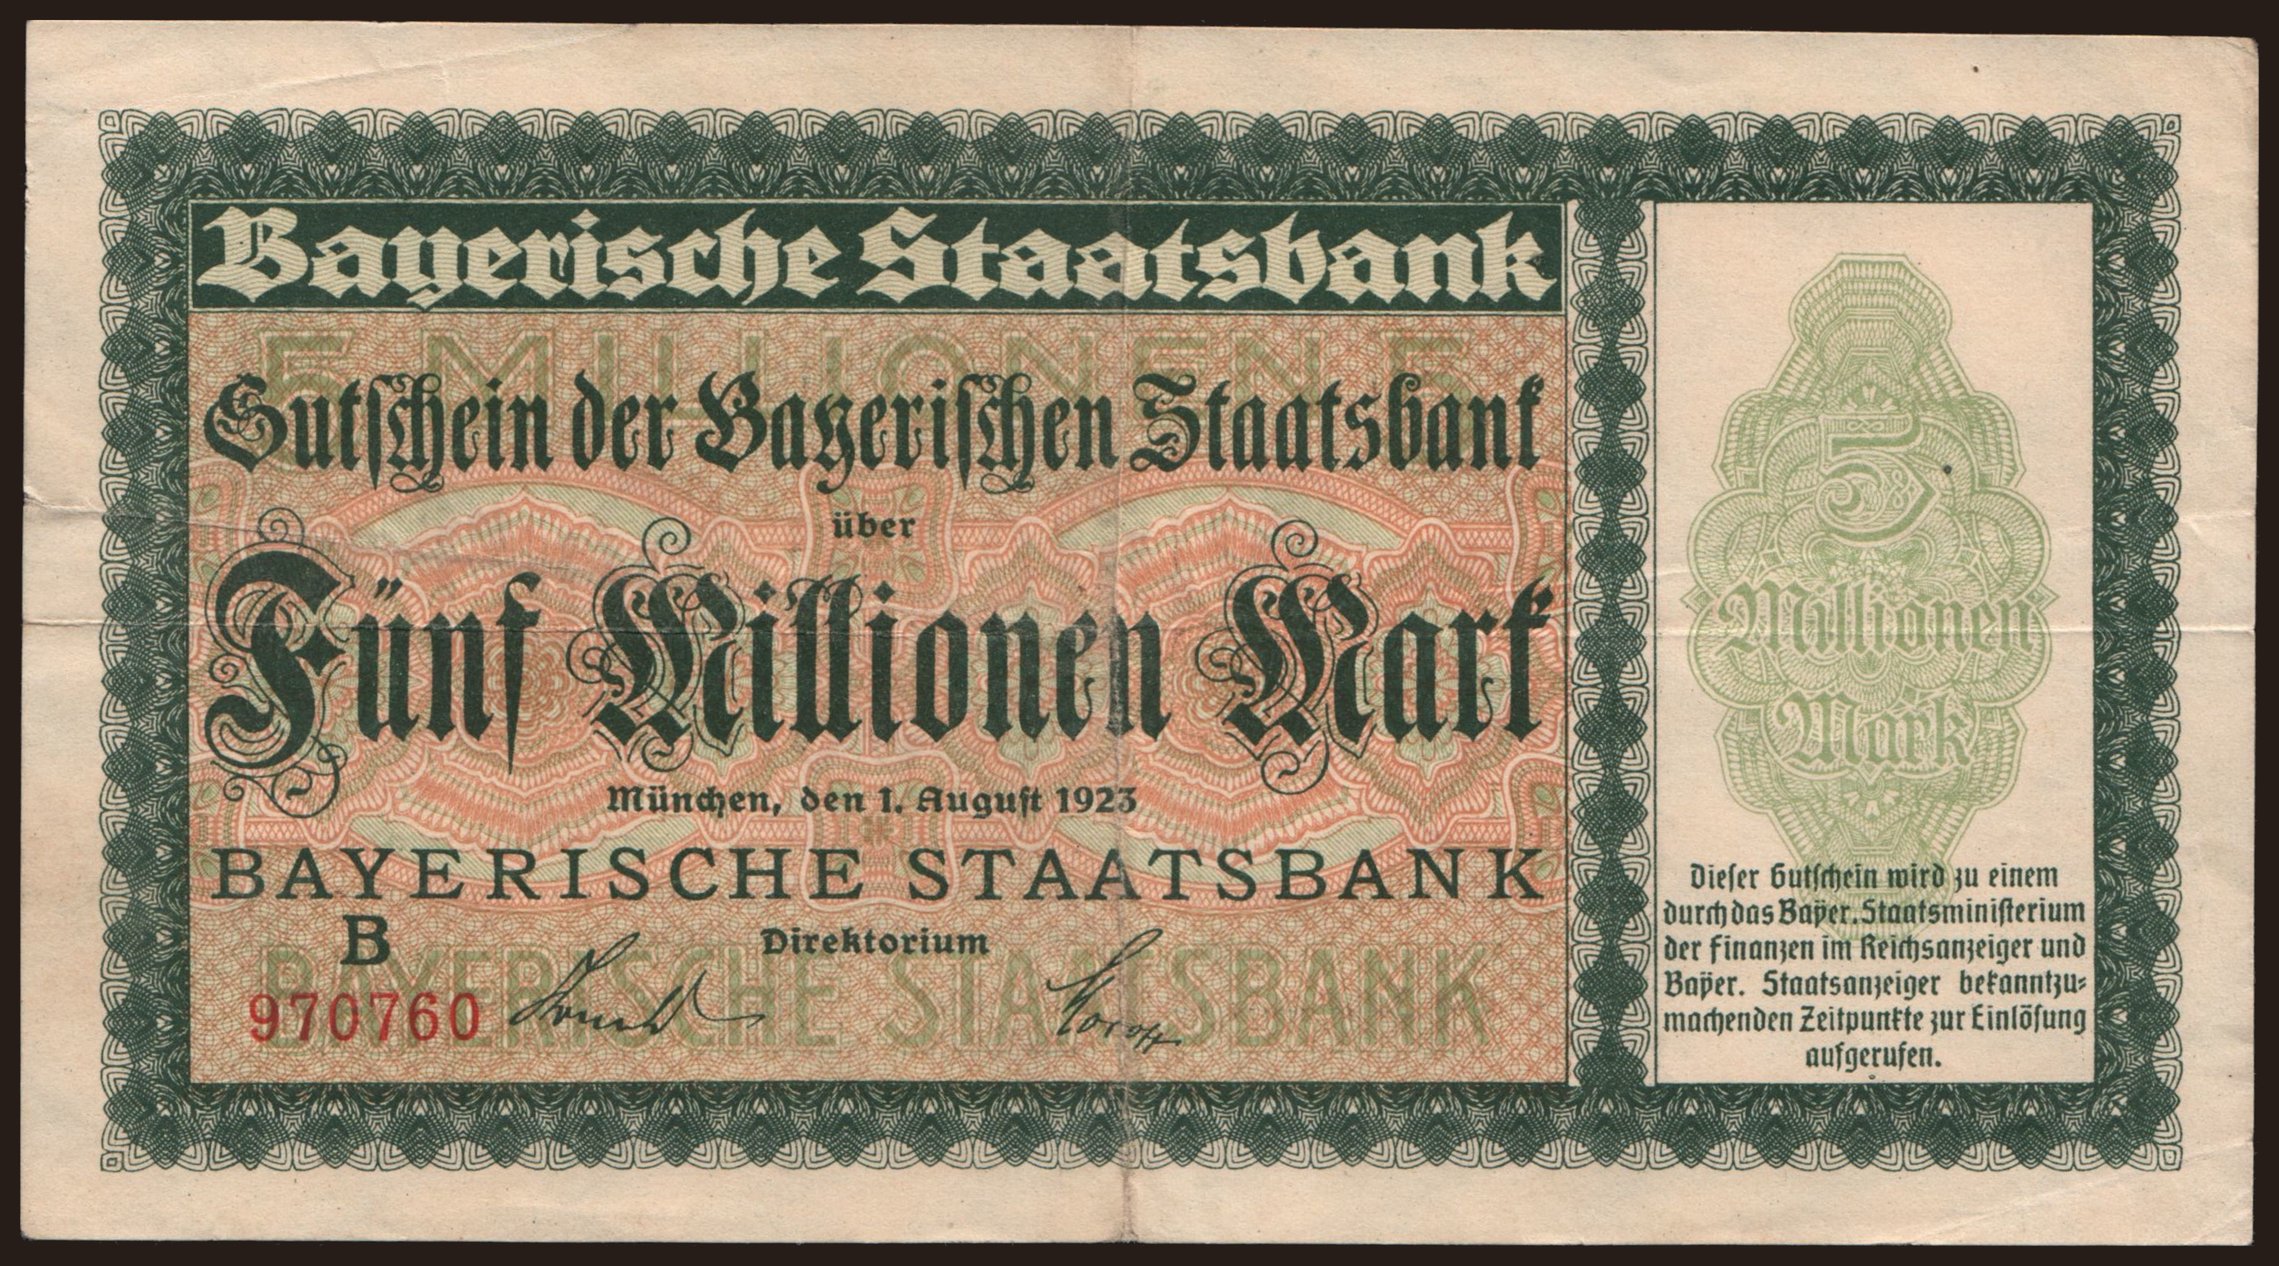 Bayerische Staatsbank
5 MILLIONEN 5
Gutschein der Bayerischen Staatsbank
über
Fünf Millionen Mark
München, den 1. August 1923
BAYERISCHE STAATSBANK
B
Direktorium
970760
BAYERISCHE STAATSBANK
5
Millionen
Mark
Dieser Gutschein wird zu einem
durch das Bayer. Staatsministerium
der Finanzen im Reichsanzeiger und
Bayer. Staatsanzeiger bekanntzu=
machenden Zeitpunkte zur Einlösung
aufgerufen.